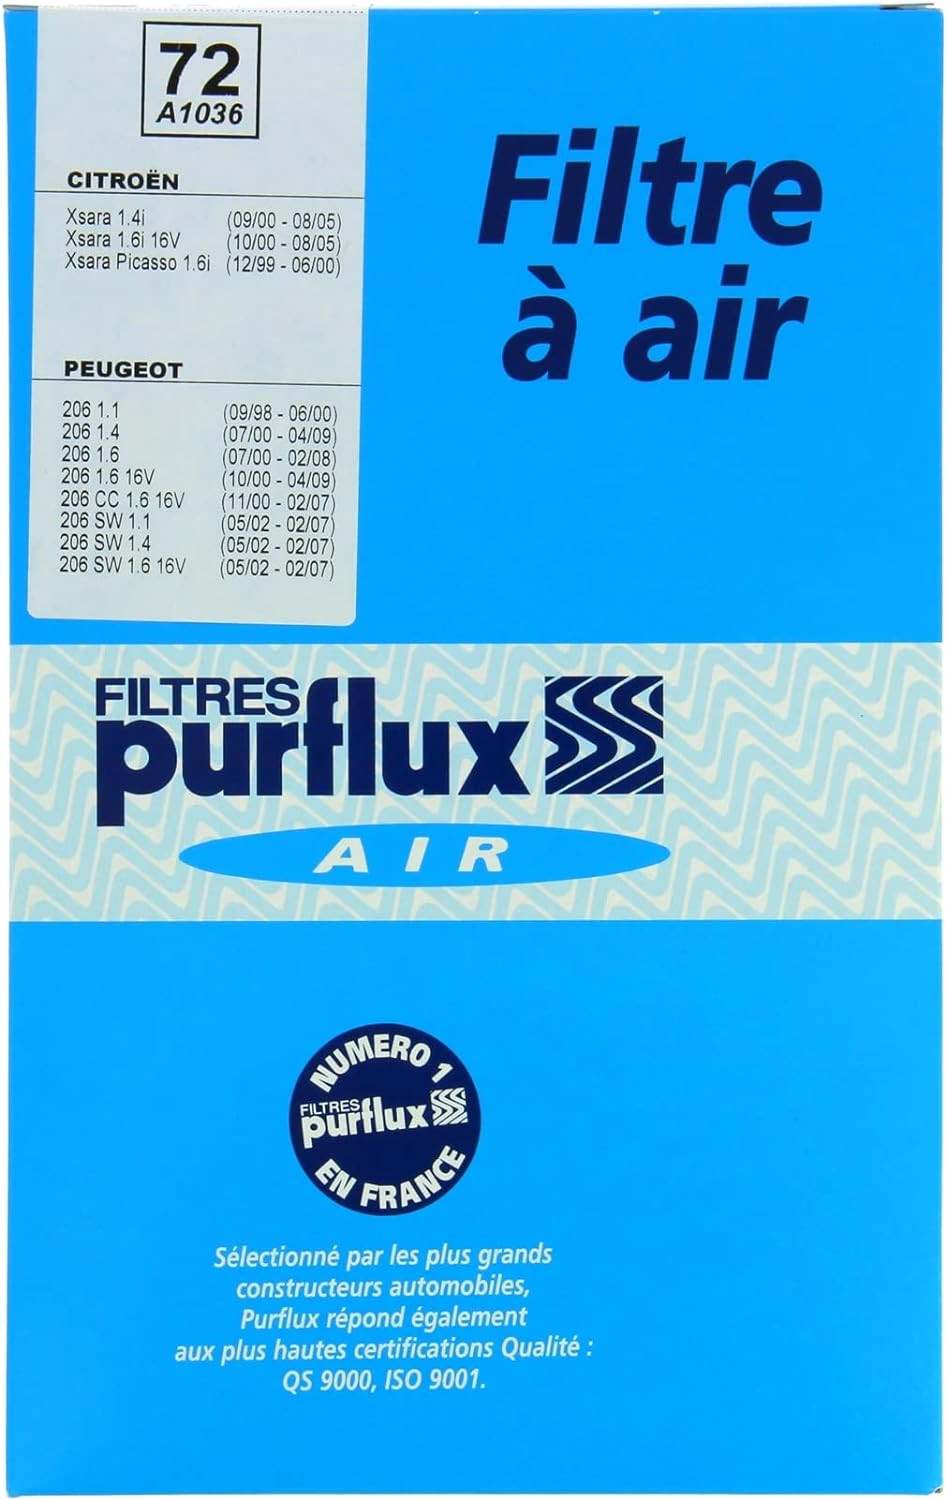 72
A1036
CITROËN
Xsara 1.4i (09/00 - 08/05)
Xsara 1.6i 16V (10/00 - 08/05)
Xsara Picasso 1.6i (12/99 - 06/00)
PEUGEOT
206 1.1 (09/98 - 06/00)
206 1.4 (07/00 - 04/09)
206 1.6 (07/00 - 02/08)
206 1.6 16V (10/00 - 04/09)
206 CC 1.6 16V (11/00 - 02/07)
206 SW 1.1 (05/02 - 02/07)
206 SW 1.4 (05/02 - 02/07)
206 SW 1.6 16V (05/02 - 02/07)
Filtre
à air
FILTRES
purflux
AIR
NUMERO 1
FILTRES
purflux
EN FRANCE
Sélectionné par les plus grands
constructeurs automobiles,
Purflux répond également
aux plus hautes certifications Qualité :
QS 9000, ISO 9001.